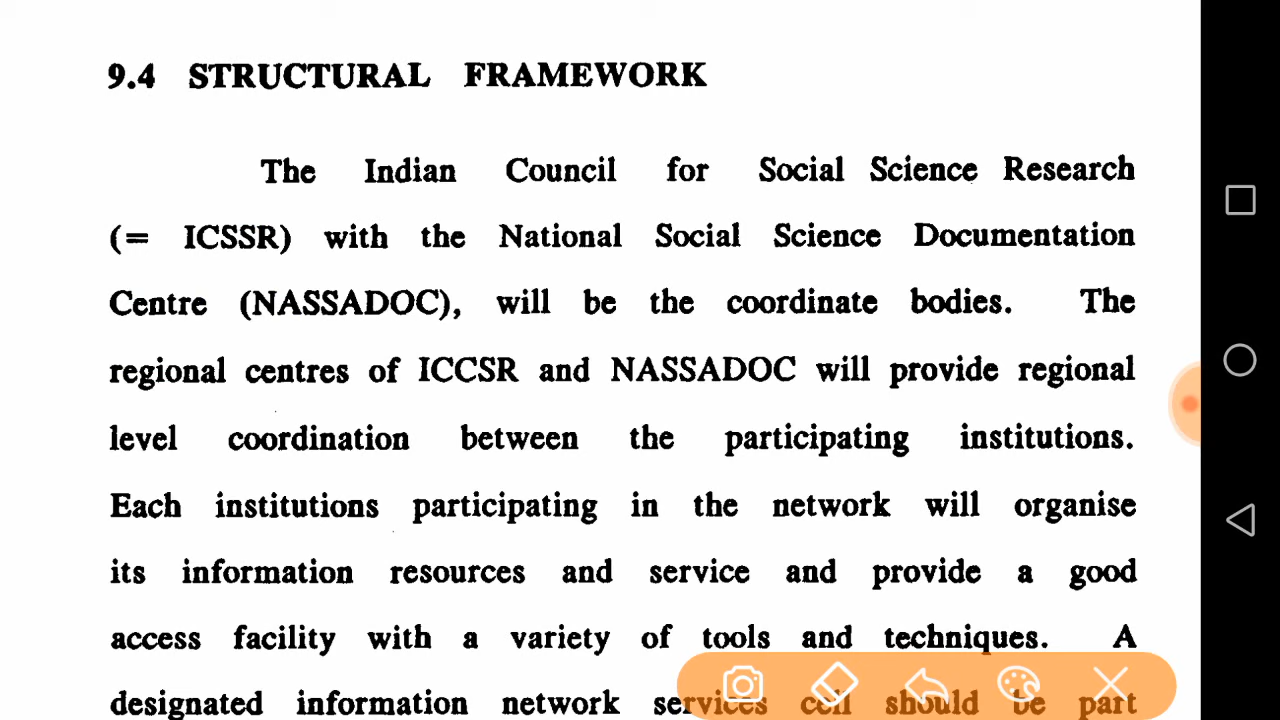 9.4 STRUCTURAL FRAMEWORK
The Indian Council for Social Science Research
(= ICSSR) with the National Social Science Documentation
Centre (NASSADOC), will be the coordinate bodies. The
regional centres of ICCSR and NASSADOC will provide regional
level coordination between the participating institutions.
Each institutions participating in the network will organise
its information resources and service and provide a good
access facility with a variety of tools and techniques. A
designated information network services cell should be part